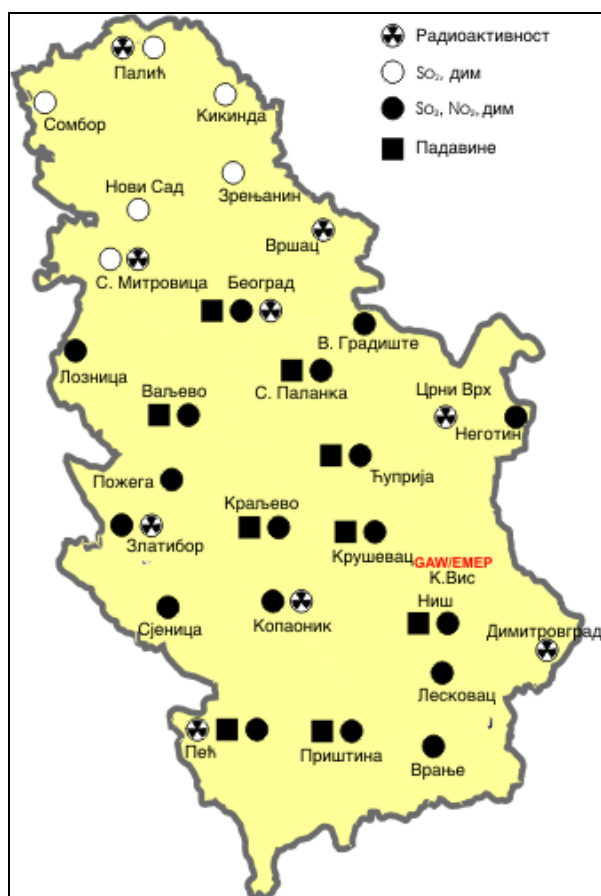 Радиоактивност
SO₂, дим
SO₂, NO₂, дим
Падавине
Палић
Сомбор
Кикинда
Нови Сад
Зрењанин
Вршац
С. Митровица
Београд
В. Градиште
Лозница
Ваљево
С. Паланка
Црни Врх
Неготин
Пожега
Ћуприја
Краљево
Златибор
Крушевац
GAW/EMEP
К.Вис
Ниш
Сјеница
Копаоник
Димитровград
Лесковац
Пећ
Приштина
Врање